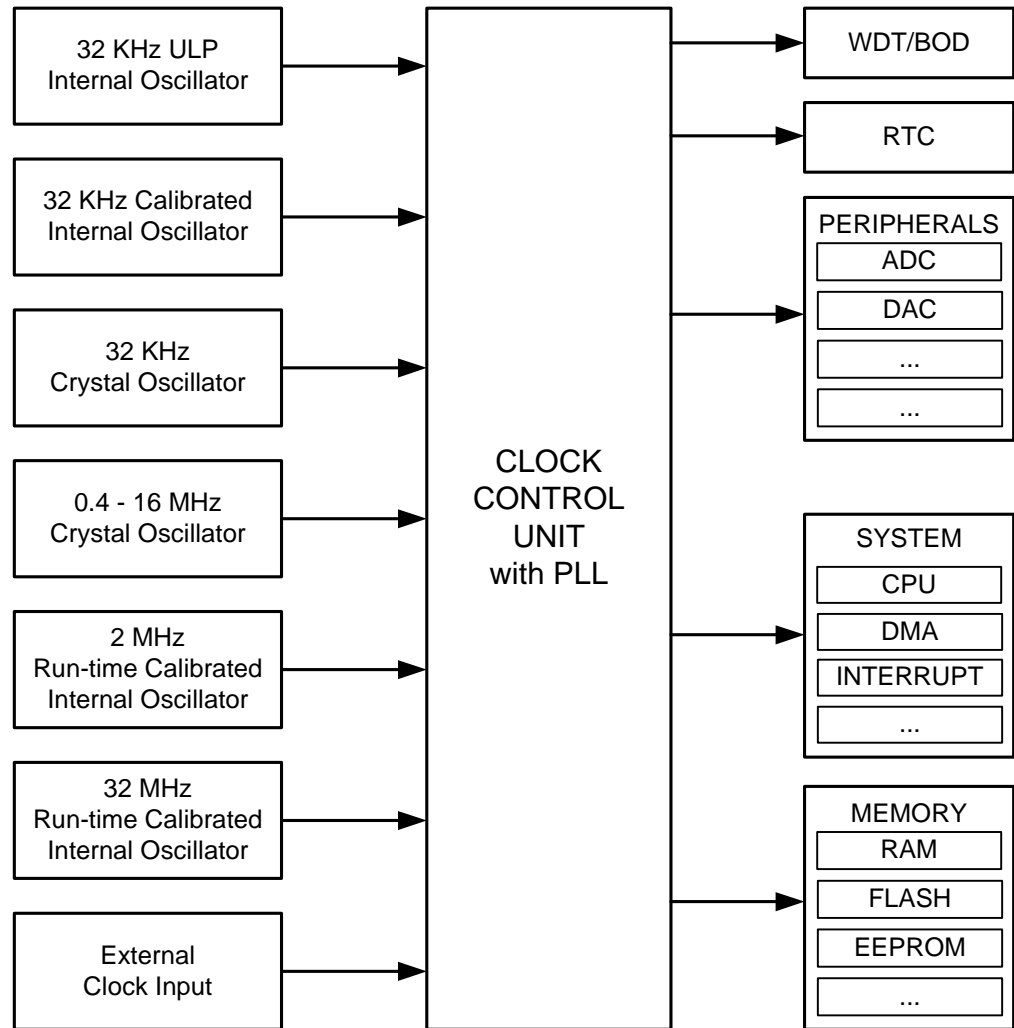 32 KHz ULP
Internal Oscillator
32 KHz Calibrated
Internal Oscillator
32 KHz
Crystal Oscillator
0.4 - 16 MHz
Crystal Oscillator
2 MHz
Run-time Calibrated
Internal Oscillator
32 MHz
Run-time Calibrated
Internal Oscillator
External
Clock Input
CLOCK
CONTROL
UNIT
with PLL
WDT/BOD
RTC
PERIPHERALS
ADC
DAC
...
...
SYSTEM
CPU
DMA
INTERRUPT
...
MEMORY
RAM
FLASH
EEPROM
...